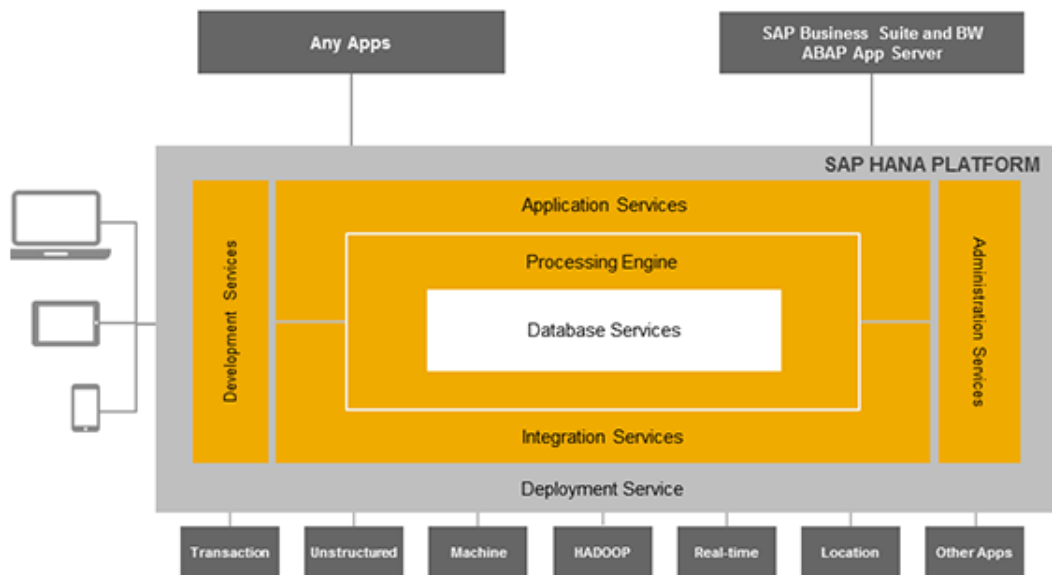 Any Apps
SAP Business Suite and BW
ABAP App Server
SAP HANA PLATFORM
Application Services
Processing Engine
Database Services
Development Services
Administration Services
Integration Services
Deployment Service
Transaction
Unstructured
Machine
HADOOP
Real-time
Location
Other Apps